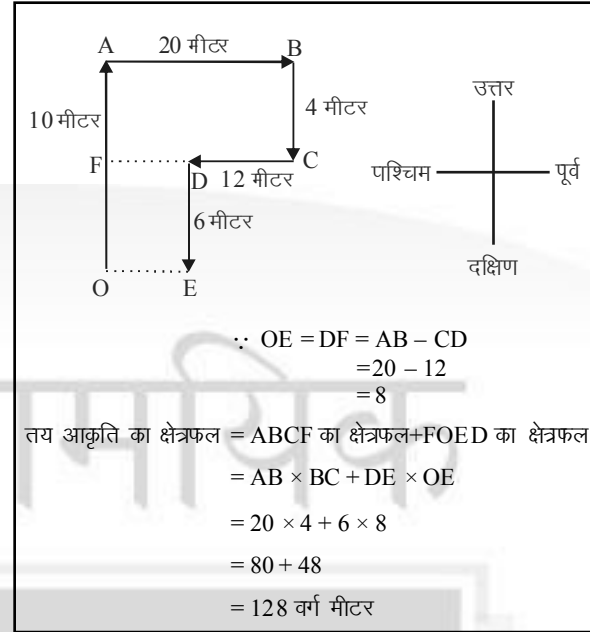 A 20 मीटर B
उत्तर
10 मीटर 4 मीटर
F D 12 मीटर C
पश्चिम पूर्व
6 मीटर
दक्षिण
O E
∵ OE = DF = AB – CD
=20 – 12
= 8
तय आकृति का क्षेत्रफल = ABCF का क्षेत्रफल+FOED का क्षेत्रफल
= AB × BC + DE × OE
= 20 × 4 + 6 × 8
= 80 + 48
= 128 वर्ग मीटर